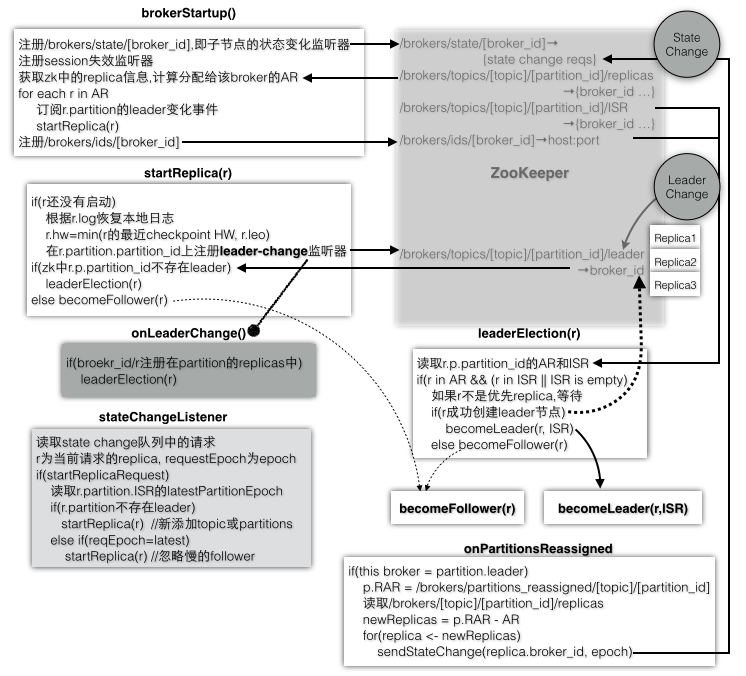 brokerStartup()
注册/brokers/state/[broker_id],即子节点的状态变化监听器
注册session失效监听器
获取zk中的replica信息,计算分配给该broker的AR
for each r in AR
订阅r.partition的leader变化事件
startReplica(r)
注册/brokers/ids/[broker_id]
/brokers/state/[broker_id]→
{state change reqs}
/brokers/topics/[topic]/[partition_id]/replicas
→{broker_id ...}
/brokers/topics/[topic]/[partition_id]/ISR
→{broker_id ...}
/brokers/ids/[broker_id]→host:port
ZooKeeper
/brokers/topics/[topic]/[partition_id]/leader
→broker_id
State
Change
Leader
Change
Replica1
Replica2
Replica3
startReplica(r)
if(r还没有启动)
根据r.log恢复本地日志
r.hw=min(r的最近checkpoint HW, r.leo)
在r.partition.partition_id上注册leader-change监听器
if(zk中r.p.partition_id不存在leader)
leaderElection(r)
else becomeFollower(r)
onLeaderChange()
if(broekr_id/r注册在partition的replicas中)
leaderElection(r)
leaderElection(r)
读取r.p.partition_id的AR和ISR
if(r in AR && (r in ISR || ISR is empty)
如果r不是优先replica,等待
if(r成功创建leader节点)
becomeLeader(r, ISR)
else becomeFollower(r)
stateChangeListener
读取state change队列中的请求
r为当前请求的replica, requestEpoch为epoch
if(startReplicaRequest)
读取r.partition.ISR的latestPartitionEpoch
if(r.partition不存在leader)
startReplica(r) //新添加topic或partitions
else if(reqEpoch=latest)
startReplica(r) //忽略慢的follower
becomeFollower(r)
becomeLeader(r,ISR)
onPartitionsReassigned
if(this broker = partition.leader)
p.RAR = /brokers/partitions_reassigned/[topic]/[partition_id]
读取/brokers/[topic]/[partition_id]/replicas
newReplicas = p.RAR - AR
for(replica <- newReplicas)
sendStateChange(replica.broker_id, epoch)